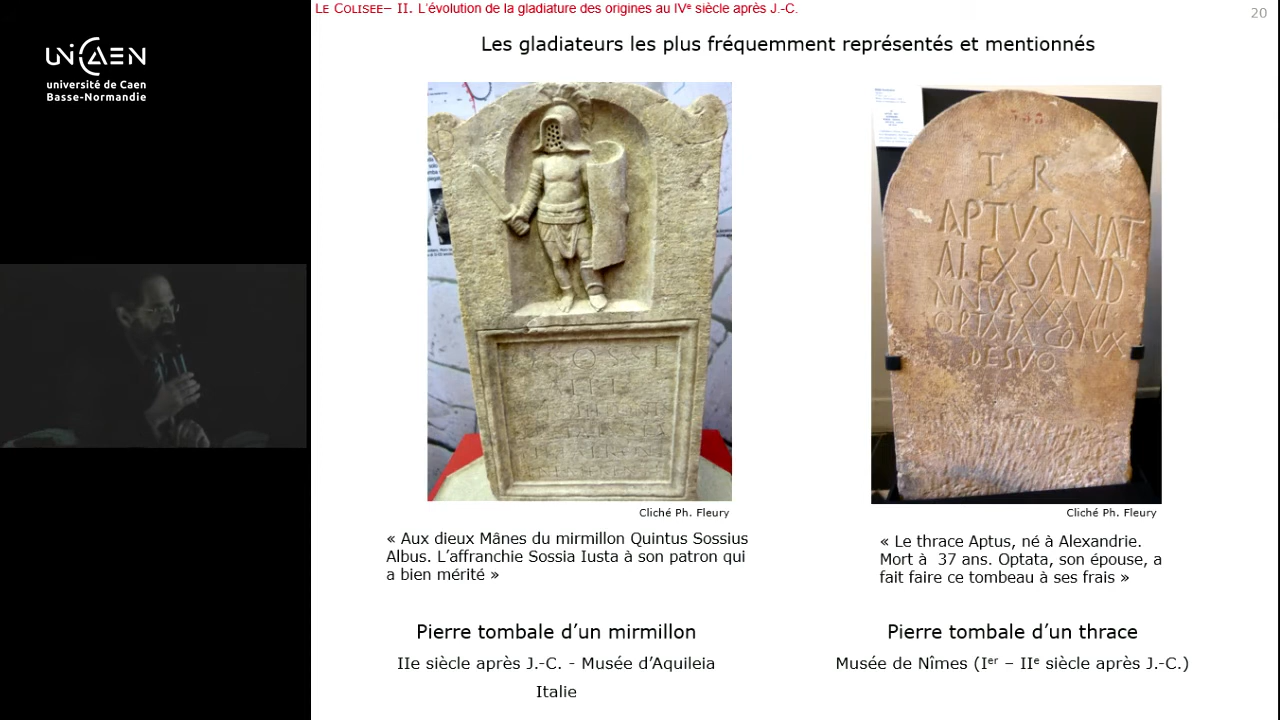 LE COLISEE– II. L'évolution de la gladiature des origines au IVe siècle après J.-C.
20
UNICAEN
université de Caen
Basse-Normandie
Les gladiateurs les plus fréquemment représentés et mentionnés
T R
APTVS·NAT
ALEXSAND
OPTATA COIVX
DE SVO
Cliché Ph. Fleury
Cliché Ph. Fleury
« Aux dieux Mânes du mirmillon Quintus Sossius
Albus. L'affranchie Sossia Iusta à son patron qui
a bien mérité »
« Le thrace Aptus, né à Alexandrie.
Mort à 37 ans. Optata, son épouse, a
fait faire ce tombeau à ses frais »
Pierre tombale d'un mirmillon
IIe siècle après J.-C. - Musée d'Aquileia
Italie
Pierre tombale d'un thrace
Musée de Nîmes (Ier – IIe siècle après J.-C.)